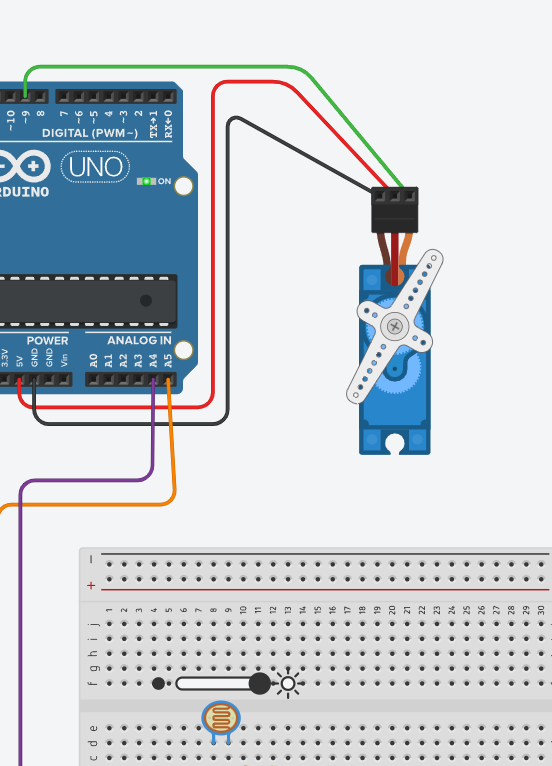 ~10
~9
8
7
~6
~5
~4
~3
2
TX→1
RX←0
DIGITAL (PWM~)
UNO
RDUINO
ON
POWER
ANALOG IN
3.3V
5V
GND
GND
Vin
A0
A1
A2
A3
A4
A5
−
+
1 2 3 4 5 6 7 8 9 10 11 12 13 14 15 16 17 18 19 20 21 22 23 24 25 26 27 28 29 30
j
i
h
g
f
e
d
c